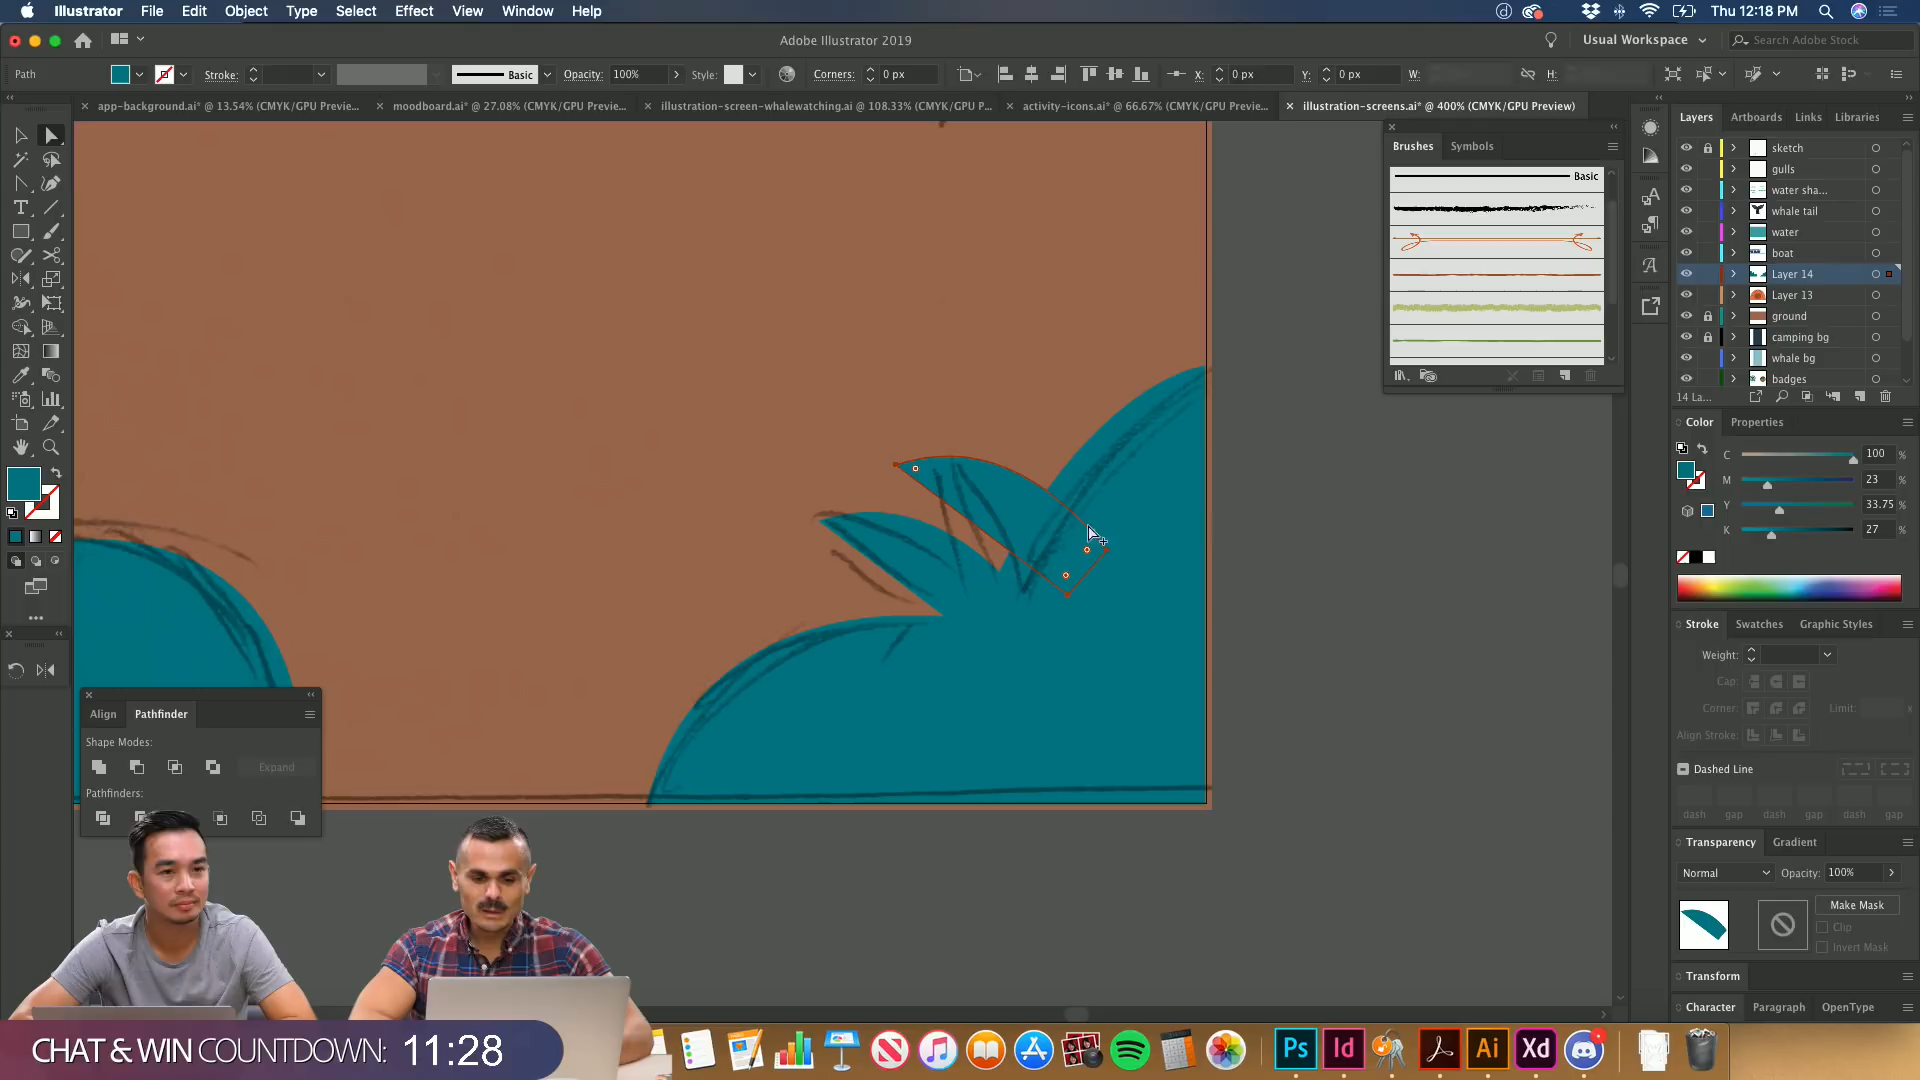 Illustrator File Edit Object Type Select Effect View Window Help Thu 12:18 PM
Adobe Illustrator 2019 Usual Workspace Search Adobe Stock
Path Stroke: Basic Opacity: 100% Style: Corners: 0 px X: 0 px Y: 0 px W: H:
app-background.ai* @ 13.54% (CMYK/GPU Previe... moodboard.ai* @ 27.08% (CMYK/GPU Previe... illustration-screen-whalewatching.ai @ 108.33% (CMYK/GPU P... activity-icons.ai* @ 66.67% (CMYK/GPU Previe... illustration-screens.ai* @ 400% (CMYK/GPU Preview)
Brushes Symbols
Basic
Layers Artboards Links Libraries
sketch
gulls
water sha...
whale tail
water
boat
Layer 14
Layer 13
ground
camping bg
whale bg
badges
14 La...
Color Properties
C 100 %
M 23 %
Y 33.75 %
K 27 %
Stroke Swatches Graphic Styles
Weight:
Cap:
Corner: Limit: x
Align Stroke:
Dashed Line
dash gap dash gap dash gap
Transparency Gradient
Normal Opacity: 100%
Make Mask
Clip
Invert Mask
Transform
Character Paragraph OpenType
Align Pathfinder
Shape Modes:
Expand
Pathfinders:
CHAT & WIN COUNTDOWN: 11:28
Ps Id Ai Xd